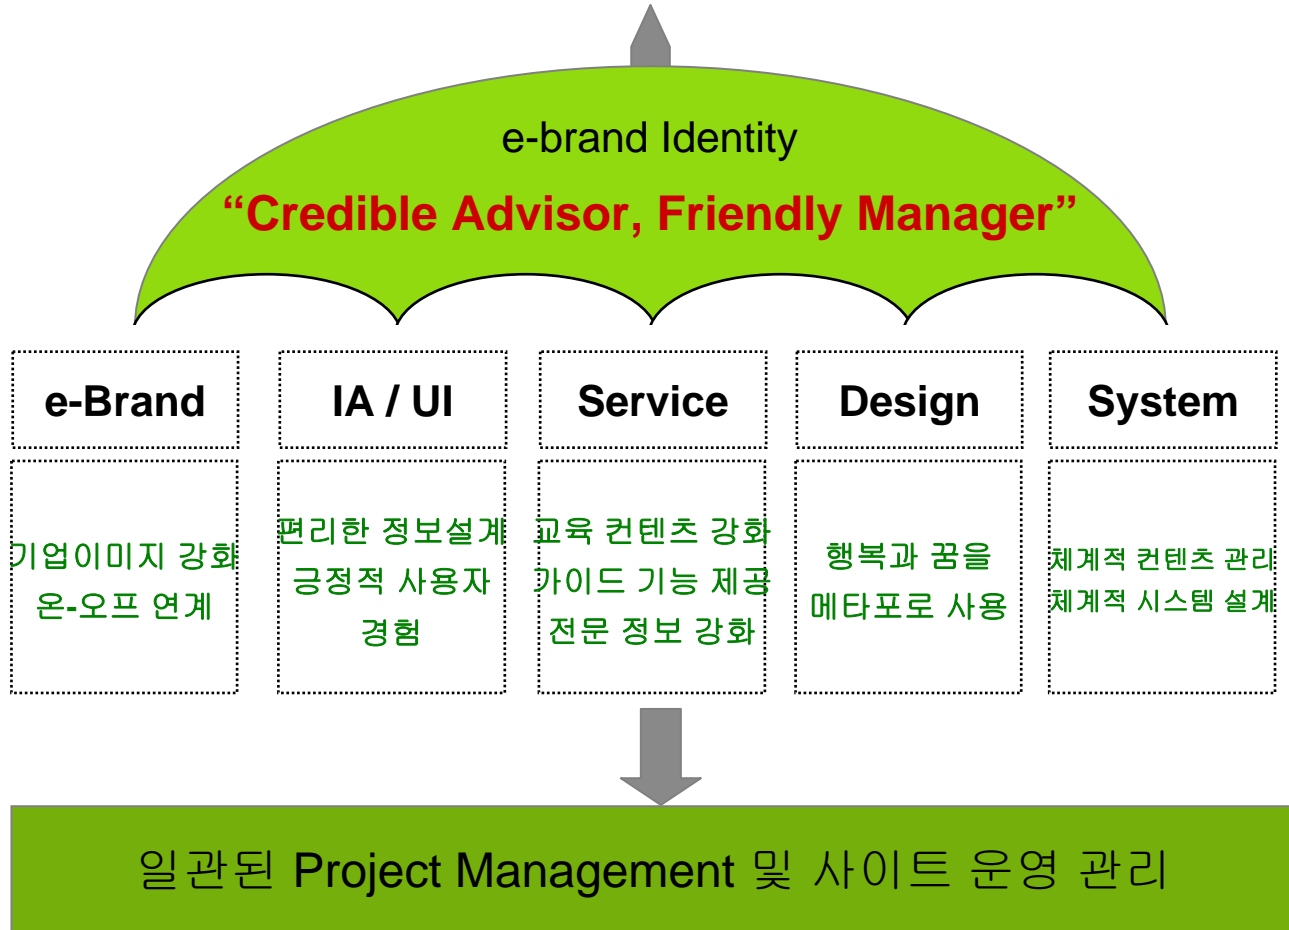 e-brand Identity
“Credible Advisor, Friendly Manager”
e-Brand
IA / UI
Service
Design
System
기업이미지 강화
온-오프 연계
편리한 정보설계
긍정적 사용자
경험
교육 컨텐츠 강화
가이드 기능 제공
전문 정보 강화
행복과 꿈을
메타포로 사용
체계적 컨텐츠 관리
체계적 시스템 설계
일관된 Project Management 및 사이트 운영 관리